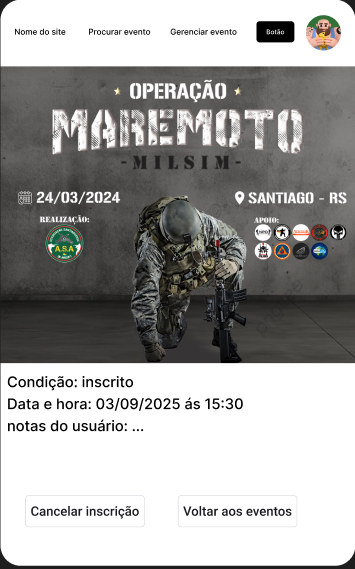 Nome do site
Procurar evento
Gerenciar evento
Botão
OPERAÇÃO
MAREMOTO
-MILSIM-
24/03/2024
SANTIAGO - RS
REALIZAÇÃO:
APOIO:
A.S.A
Condição: inscrito
Data e hora: 03/09/2025 ás 15:30
notas do usuário: ...
Cancelar inscrição
Voltar aos eventos